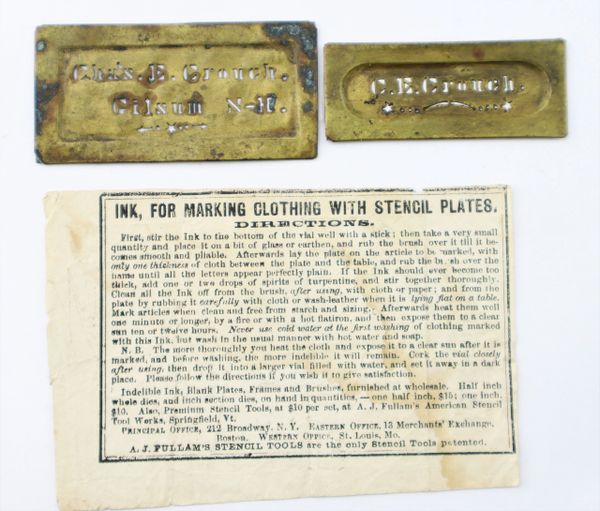 Chas. E. Crouch.
Gilsum N-H.
C. E. Crouch.
INK, FOR MARKING CLOTHING WITH STENCIL PLATES.
DIRECTIONS.
First, stir the Ink to the bottom of the vial well with a stick; then take a very small
quantity and place it on a bit of glass or earthen, and rub the brush over it till it be-
comes smooth and pliable. Afterwards lay the plate on the article to be marked, with
only one thickness of cloth between the plate and the table, and rub the brush over the
name until all the letters appear perfectly plain. If the Ink should ever become too
thick, add one or two drops of spirits of turpentine, and stir together thoroughly.
Clean all the Ink off from the brush, after using, with cloth or paper; and from the
plate by rubbing it carefully with cloth or wash-leather when it is lying flat on a table.
Mark articles when clean and free from starch and sizing. Afterwards heat them well
one minute or longer, by a fire or with a hot flatiron, and then expose them to a clear
sun ten or twelve hours. Never use cold water at the first washing of clothing marked
with this Ink, but wash in the usual manner with hot water and soap.
N. B. The more thoroughly you heat the cloth and expose it to a clear sun after it is
marked, and before washing, the more indelible it will remain. Cork the vial closely
after using, then drop it into a larger vial filled with water, and set it away in a dark
place. Please follow the directions if you wish it to give satisfaction.
Indelible Ink, Blank Plates, Frames and Brushes, furnished at wholesale. Half inch
whole dies, and inch section dies, on hand in quantities, — one half inch, $15; one inch,
$10. Also, Premium Stencil Tools, at $10 per set, at A. J. Fullam's American Stencil
Tool Works, Springfield, Vt.
PRINCIPAL OFFICE, 212 Broadway, N. Y. EASTERN OFFICE, 13 Merchants' Exchange,
Boston. WESTERN OFFICE, St. Louis, Mo.
A. J. FULLAM'S STENCIL TOOLS are the only Stencil Tools patented.